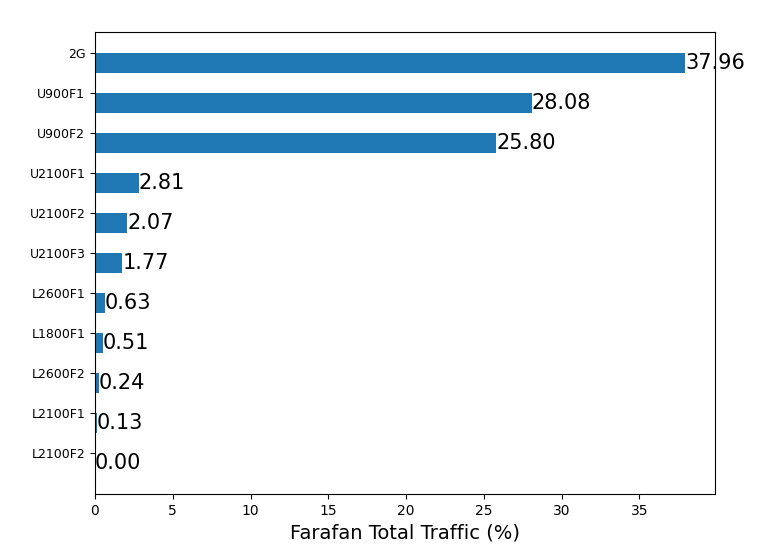 2G 37.96
U900F1 28.08
U900F2 25.80
U2100F1 2.81
U2100F2 2.07
U2100F3 1.77
L2600F1 0.63
L1800F1 0.51
L2600F2 0.24
L2100F1 0.13
L2100F2 0.00
0 5 10 15 20 25 30 35
Farafan Total Traffic (%)